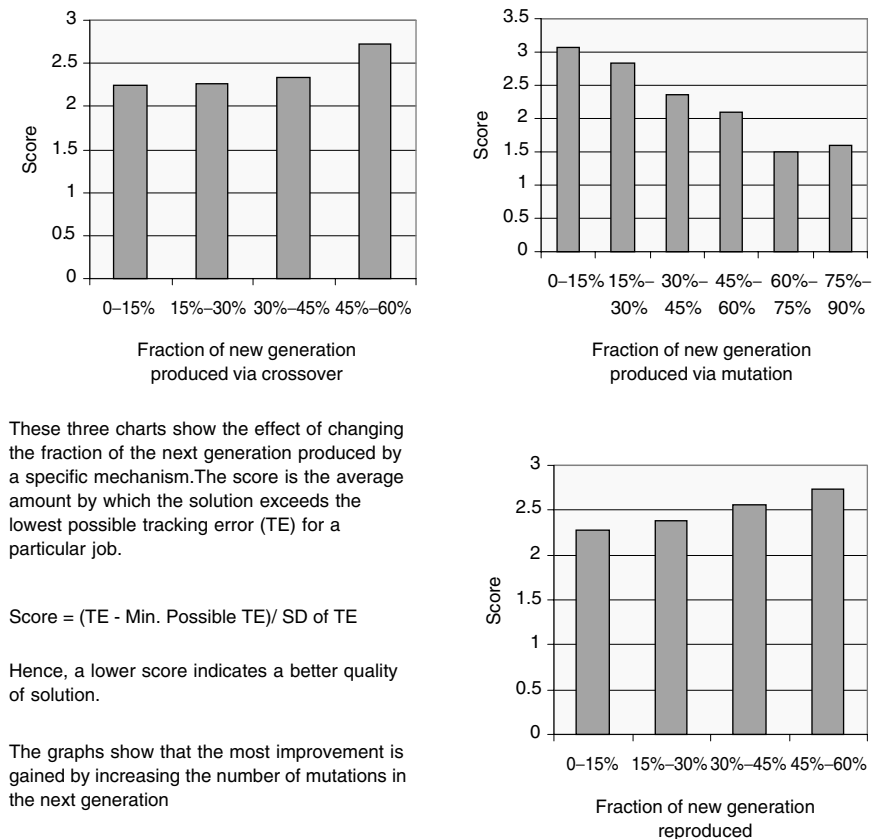 3
2.5
2
1.5
1
0.5
0
Score
0–15% 15%–30% 30%–45% 45%–60%
Fraction of new generation
produced via crossover
3.5
3
2.5
2
1.5
1
0.5
0
Score
0–15% 15%– 30%– 45%– 60%– 75%–
30% 45% 60% 75% 90%
Fraction of new generation
produced via mutation
These three charts show the effect of changing
the fraction of the next generation produced by
a specific mechanism.The score is the average
amount by which the solution exceeds the
lowest possible tracking error (TE) for a
particular job.
Score = (TE - Min. Possible TE)/ SD of TE
Hence, a lower score indicates a better quality
of solution.
The graphs show that the most improvement is
gained by increasing the number of mutations in
the next generation
3
2.5
2
1.5
1
0.5
0
Score
0–15% 15%–30% 30%–45% 45%–60%
Fraction of new generation
reproduced